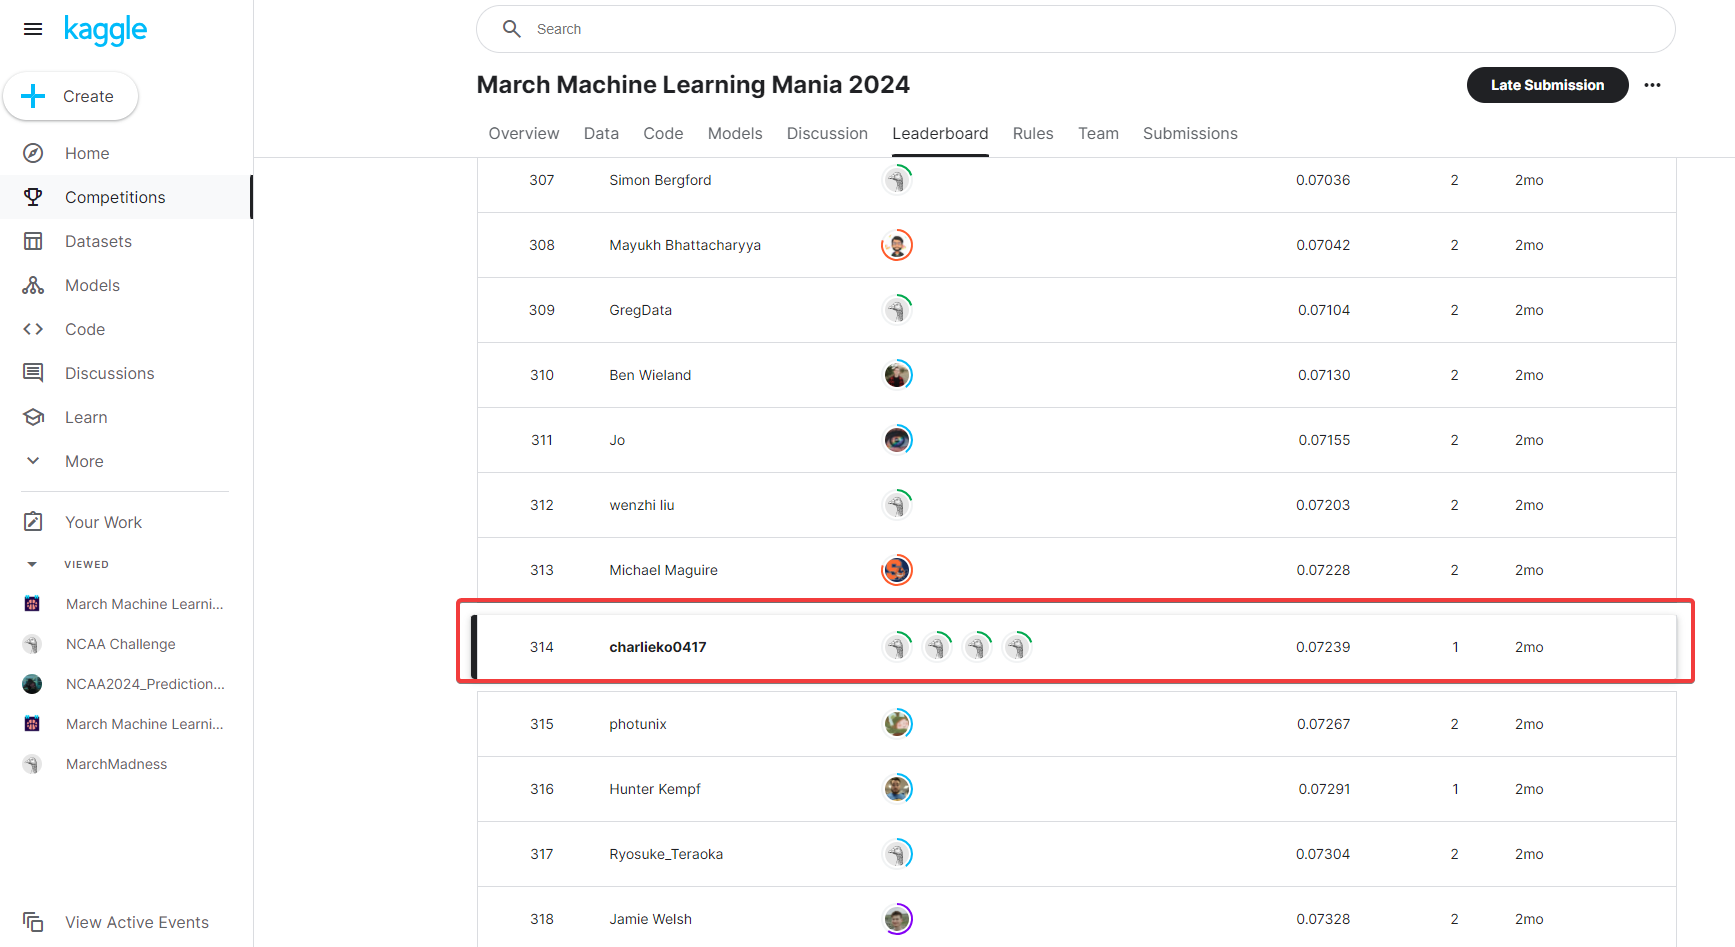 kaggle
Search
Create
March Machine Learning Mania 2024
Late Submission
Overview Data Code Models Discussion Leaderboard Rules Team Submissions
Home
Competitions
Datasets
Models
Code
Discussions
Learn
More
Your Work
VIEWED
March Machine Learni...
NCAA Challenge
NCAA2024_Prediction...
March Machine Learni...
MarchMadness
View Active Events
307 Simon Bergford 0.07036 2 2mo
308 Mayukh Bhattacharyya 0.07042 2 2mo
309 GregData 0.07104 2 2mo
310 Ben Wieland 0.07130 2 2mo
311 Jo 0.07155 2 2mo
312 wenzhi liu 0.07203 2 2mo
313 Michael Maguire 0.07228 2 2mo
314 charlieko0417 0.07239 1 2mo
315 photunix 0.07267 2 2mo
316 Hunter Kempf 0.07291 1 2mo
317 Ryosuke_Teraoka 0.07304 2 2mo
318 Jamie Welsh 0.07328 2 2mo